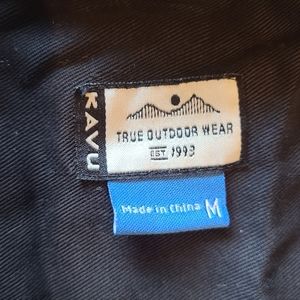 KAVU
TRUE OUTDOOR WEAR
EST 1993
Made in China M